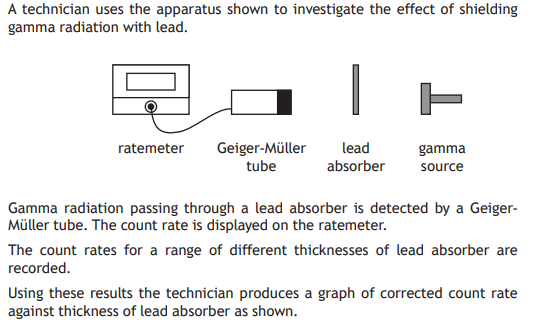 A technician uses the apparatus shown to investigate the effect of shielding
gamma radiation with lead.
ratemeter
Geiger-Müller
tube
lead
absorber
gamma
source
Gamma radiation passing through a lead absorber is detected by a Geiger-
Müller tube. The count rate is displayed on the ratemeter.
The count rates for a range of different thicknesses of lead absorber are
recorded.
Using these results the technician produces a graph of corrected count rate
against thickness of lead absorber as shown.